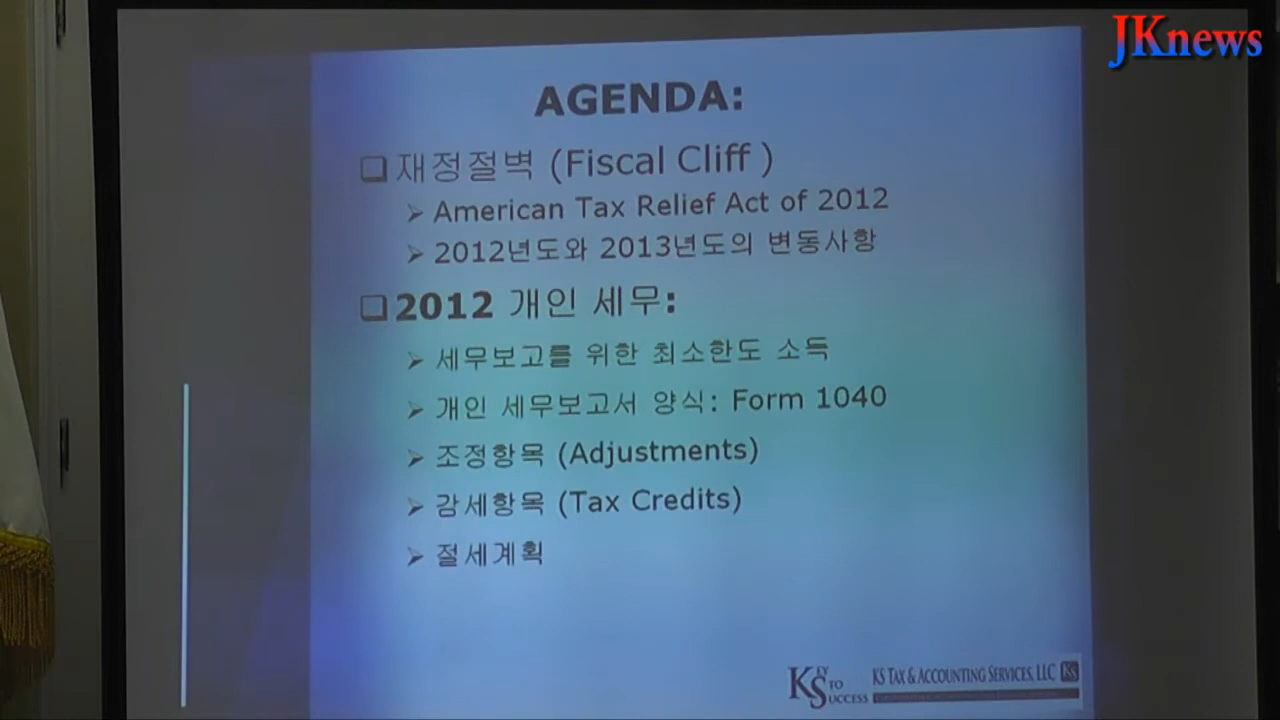 JKnews
AGENDA:
재정절벽 (Fiscal Cliff )
American Tax Relief Act of 2012
2012년도와 2013년도의 변동사항
2012 개인 세무:
세무보고를 위한 최소한도 소득
개인 세무보고서 양식: Form 1040
조정항목 (Adjustments)
감세항목 (Tax Credits)
절세계획
KEY TO SUCCESS
KS TAX & ACCOUNTING SERVICES, LLC KS